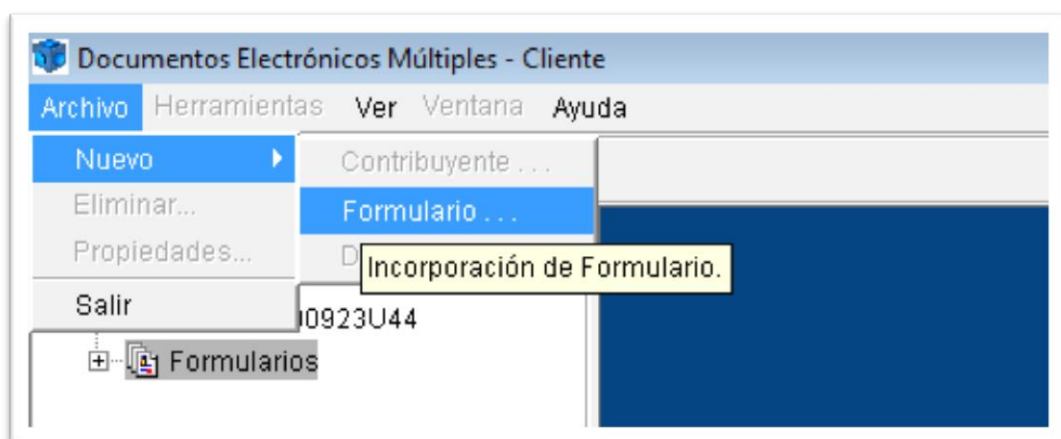 Documentos Electrónicos Múltiples - Cliente
Archivo Herramientas Ver Ventana Ayuda
Nuevo Contribuyente . . .
Eliminar... Formulario . . .
Propiedades...
Incorporación de Formulario.
Salir
00923U44
Formularios